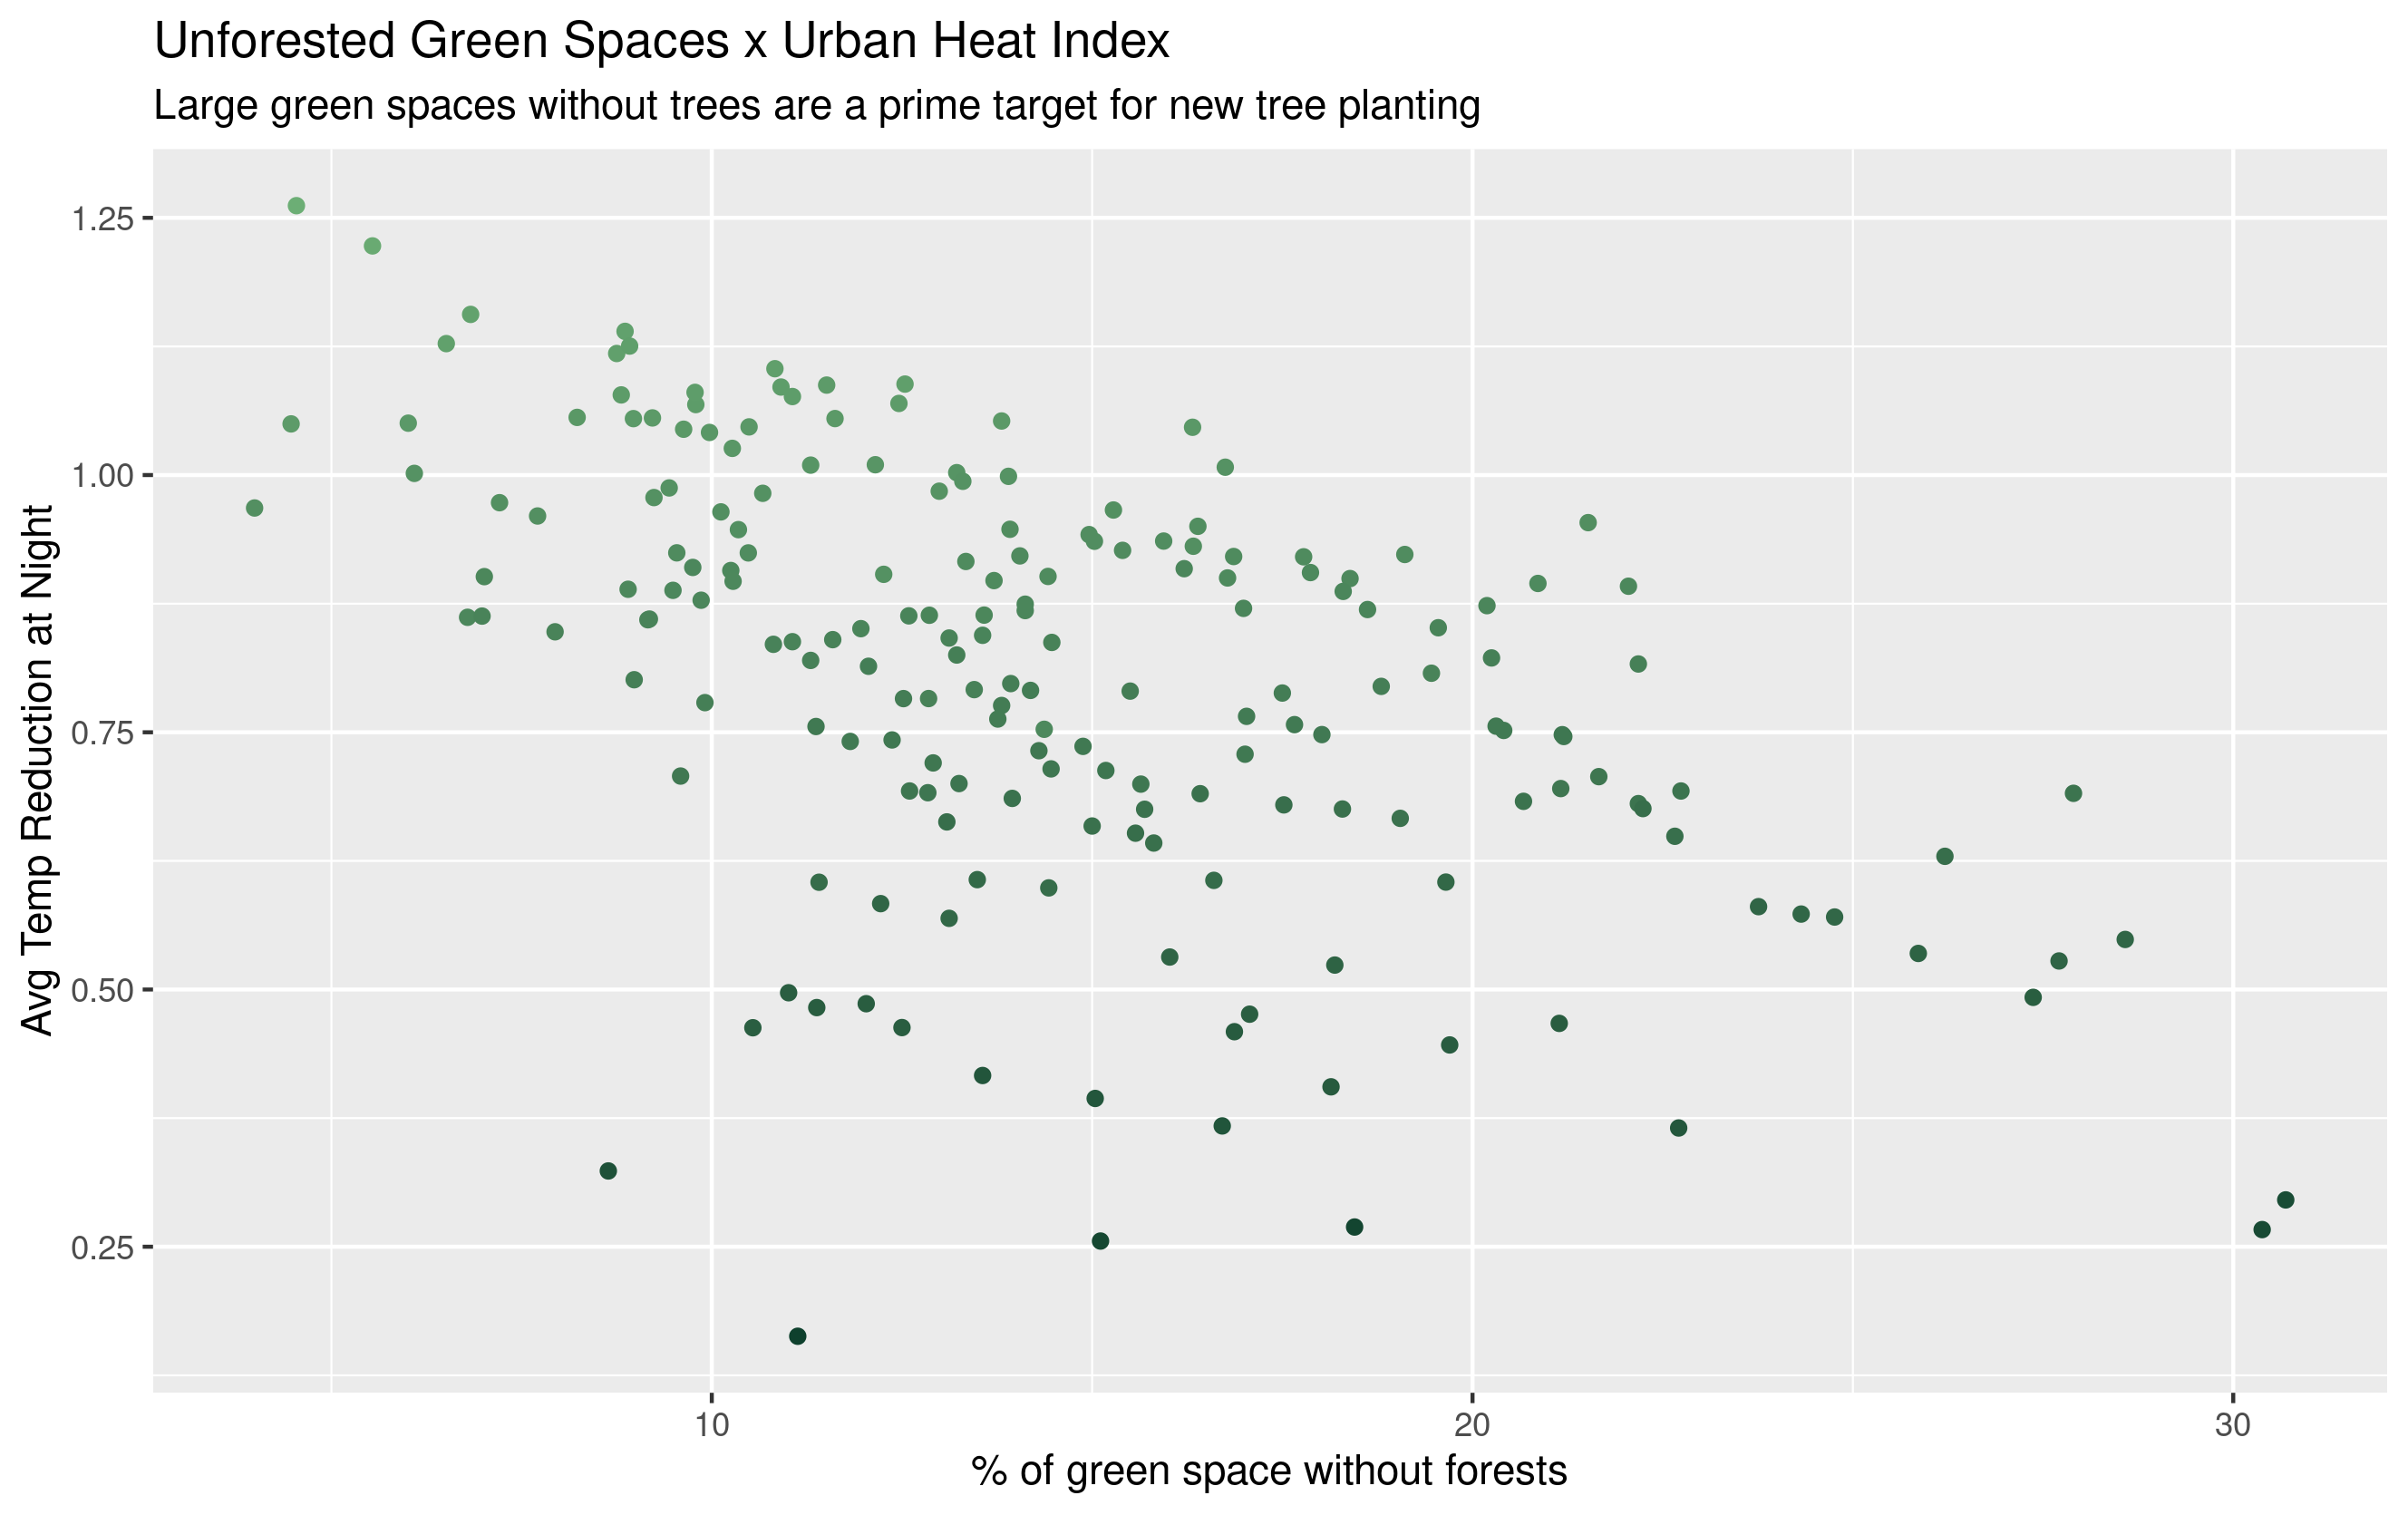 Unforested Green Spaces x Urban Heat Index
Large green spaces without trees are a prime target for new tree planting
Avg Temp Reduction at Night
1.25
1.00
0.75
0.50
0.25
10
20
30
% of green space without forests